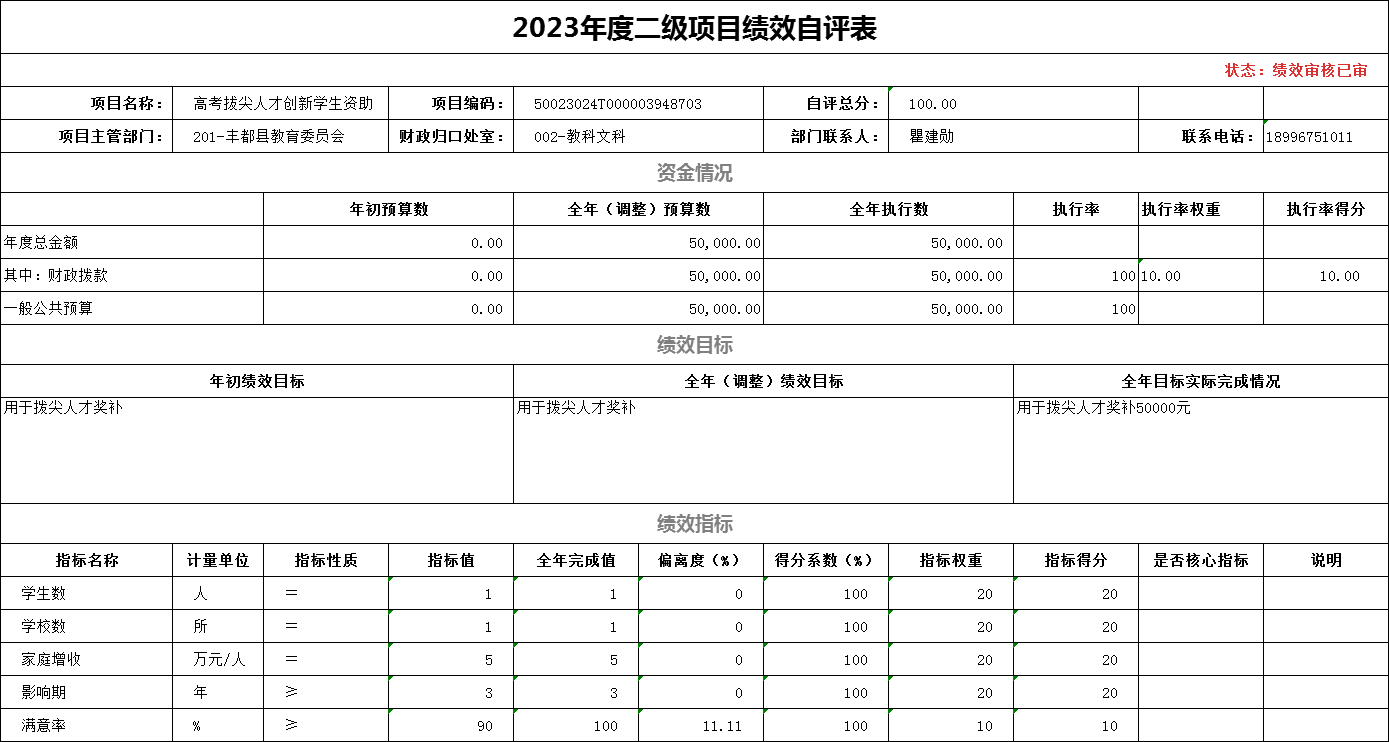 2023年度二级项目绩效自评表
状态：绩效审核已审
项目名称： 高考拔尖人才创新学生资助 项目编码： 50023024T000003948703 自评总分： 100.00
项目主管部门： 201-丰都县教育委员会 财政归口处室： 002-教科文科 部门联系人： 瞿建勋 联系电话： 18996751011
资金情况
年初预算数 全年（调整）预算数 全年执行数 执行率 执行率权重 执行率得分
年度总金额 0.00 50,000.00 50,000.00
其中：财政拨款 0.00 50,000.00 50,000.00 100 10.00 10.00
一般公共预算 0.00 50,000.00 50,000.00 100
绩效目标
年初绩效目标 全年（调整）绩效目标 全年目标实际完成情况
用于拨尖人才奖补 用于拨尖人才奖补 用于拨尖人才奖补50000元
绩效指标
指标名称 计量单位 指标性质 指标值 全年完成值 偏离度（%） 得分系数（%） 指标权重 指标得分 是否核心指标 说明
学生数 人 ＝ 1 1 0 100 20 20
学校数 所 ＝ 1 1 0 100 20 20
家庭增收 万元/人 ＝ 5 5 0 100 20 20
影响期 年 ≥ 3 3 0 100 20 20
满意率 % ≥ 90 100 11.11 100 10 10